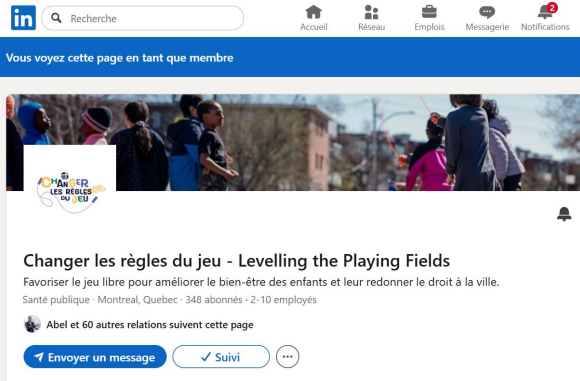 in
Recherche
Accueil
Réseau
Emplois
Messagerie
2
Notifications
Vous voyez cette page en tant que membre
CHANGER
LES RÈGLES
DU JEU
Changer les règles du jeu - Levelling the Playing Fields
Favoriser le jeu libre pour améliorer le bien-être des enfants et leur redonner le droit à la ville.
Santé publique · Montreal, Quebec · 348 abonnés · 2-10 employés
Abel et 60 autres relations suivent cette page
Envoyer un message
Suivi